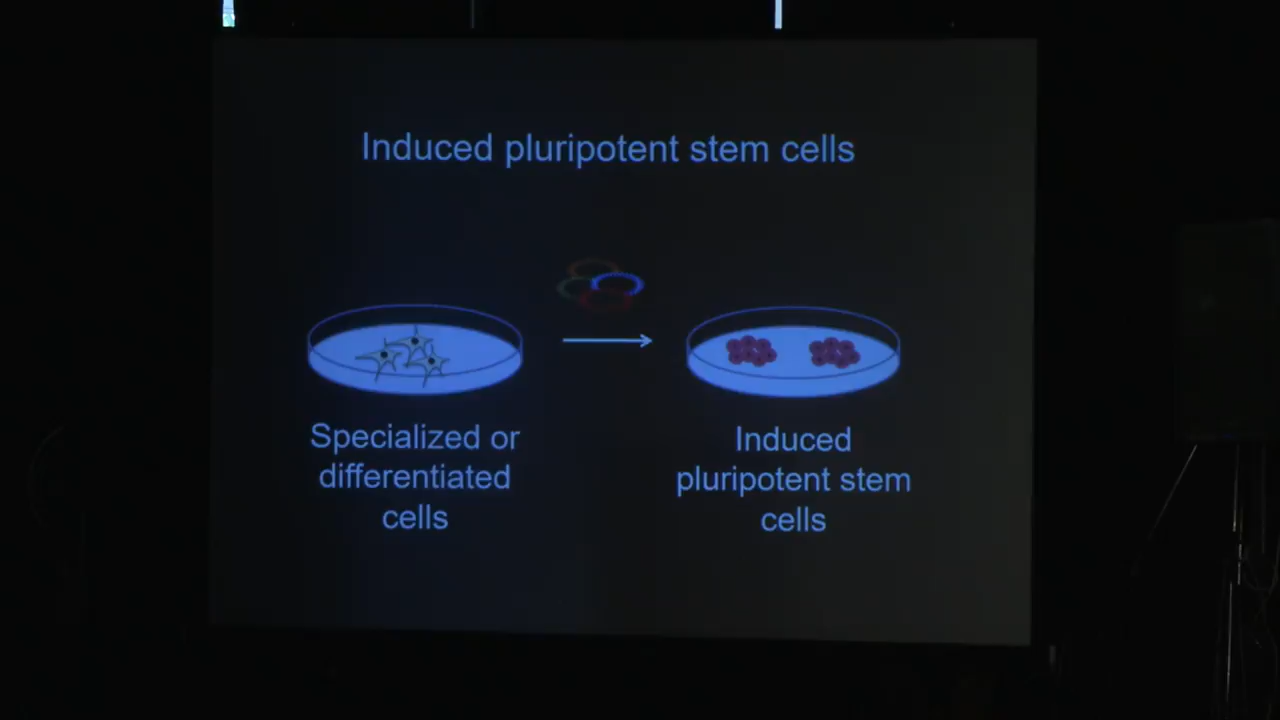 Induced pluripotent stem cells
Specialized or
differentiated
cells
Induced
pluripotent stem
cells